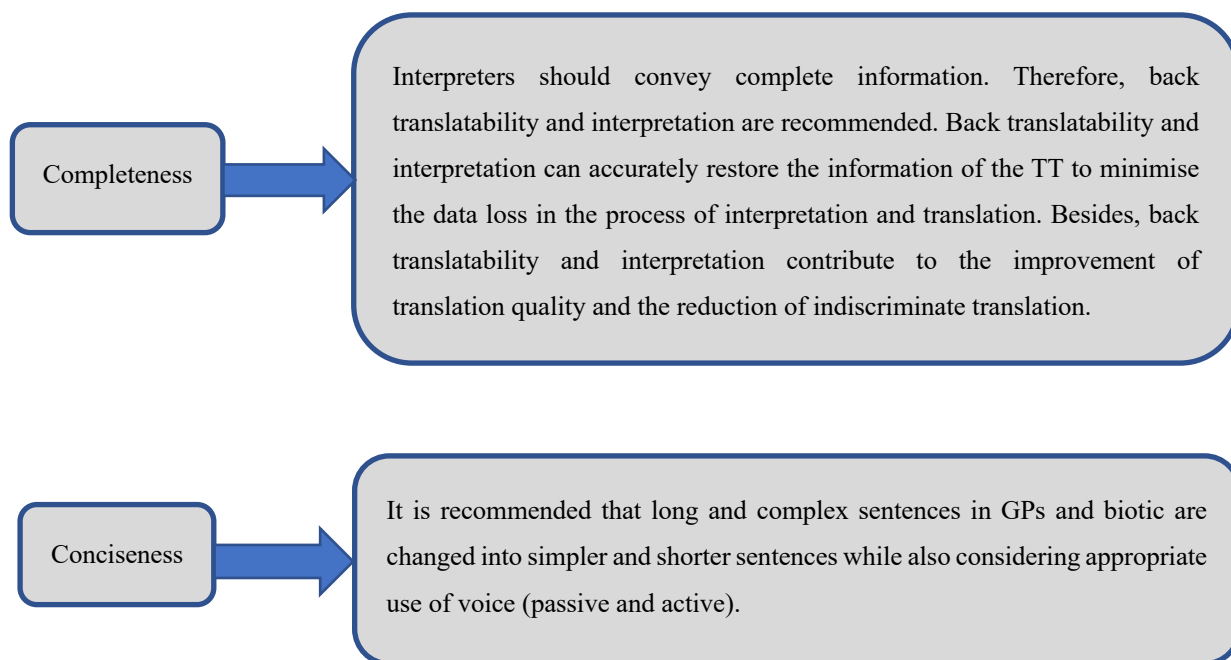 Completeness
Interpreters should convey complete information. Therefore, back
translatability and interpretation are recommended. Back translatability and
interpretation can accurately restore the information of the TT to minimise
the data loss in the process of interpretation and translation. Besides, back
translatability and interpretation contribute to the improvement of
translation quality and the reduction of indiscriminate translation.
Conciseness
It is recommended that long and complex sentences in GPs and biotic are
changed into simpler and shorter sentences while also considering appropriate
use of voice (passive and active).